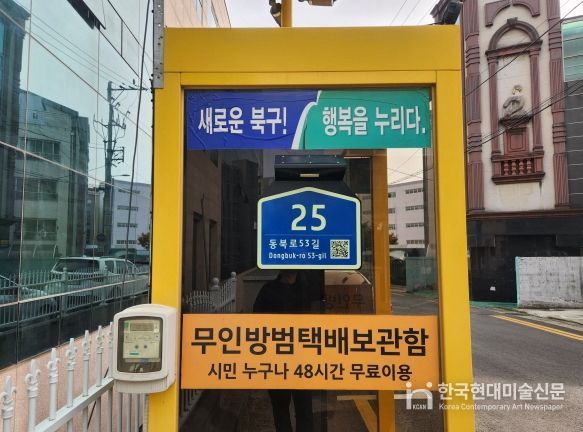 새로운 북구! 행복을 누리다.
25
동북로53길
Dongbuk-ro 53-gil
무인방범택배보관함
시민 누구나 48시간 무료이용
KCAN
한국현대미술신문
Korea Contemporary Art Newspaper